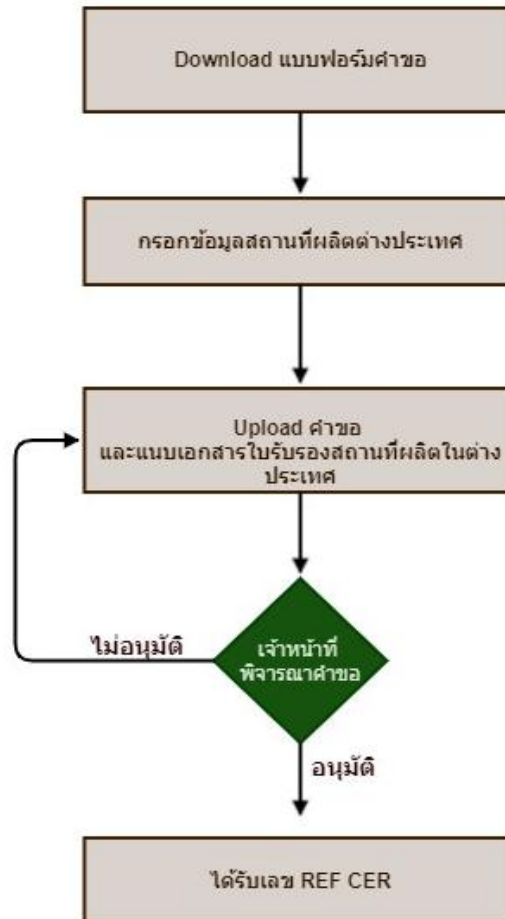 Download แบบฟอร์มคำขอ
กรอกข้อมูลสถานที่ผลิตต่างประเทศ
Upload คำขอ
และแนบเอกสารใบรับรองสถานที่ผลิตในต่าง
ประเทศ
ไม่อนุมัติ
เจ้าหน้าที่
พิจารณาคำขอ
อนุมัติ
ได้รับเลข REF CER